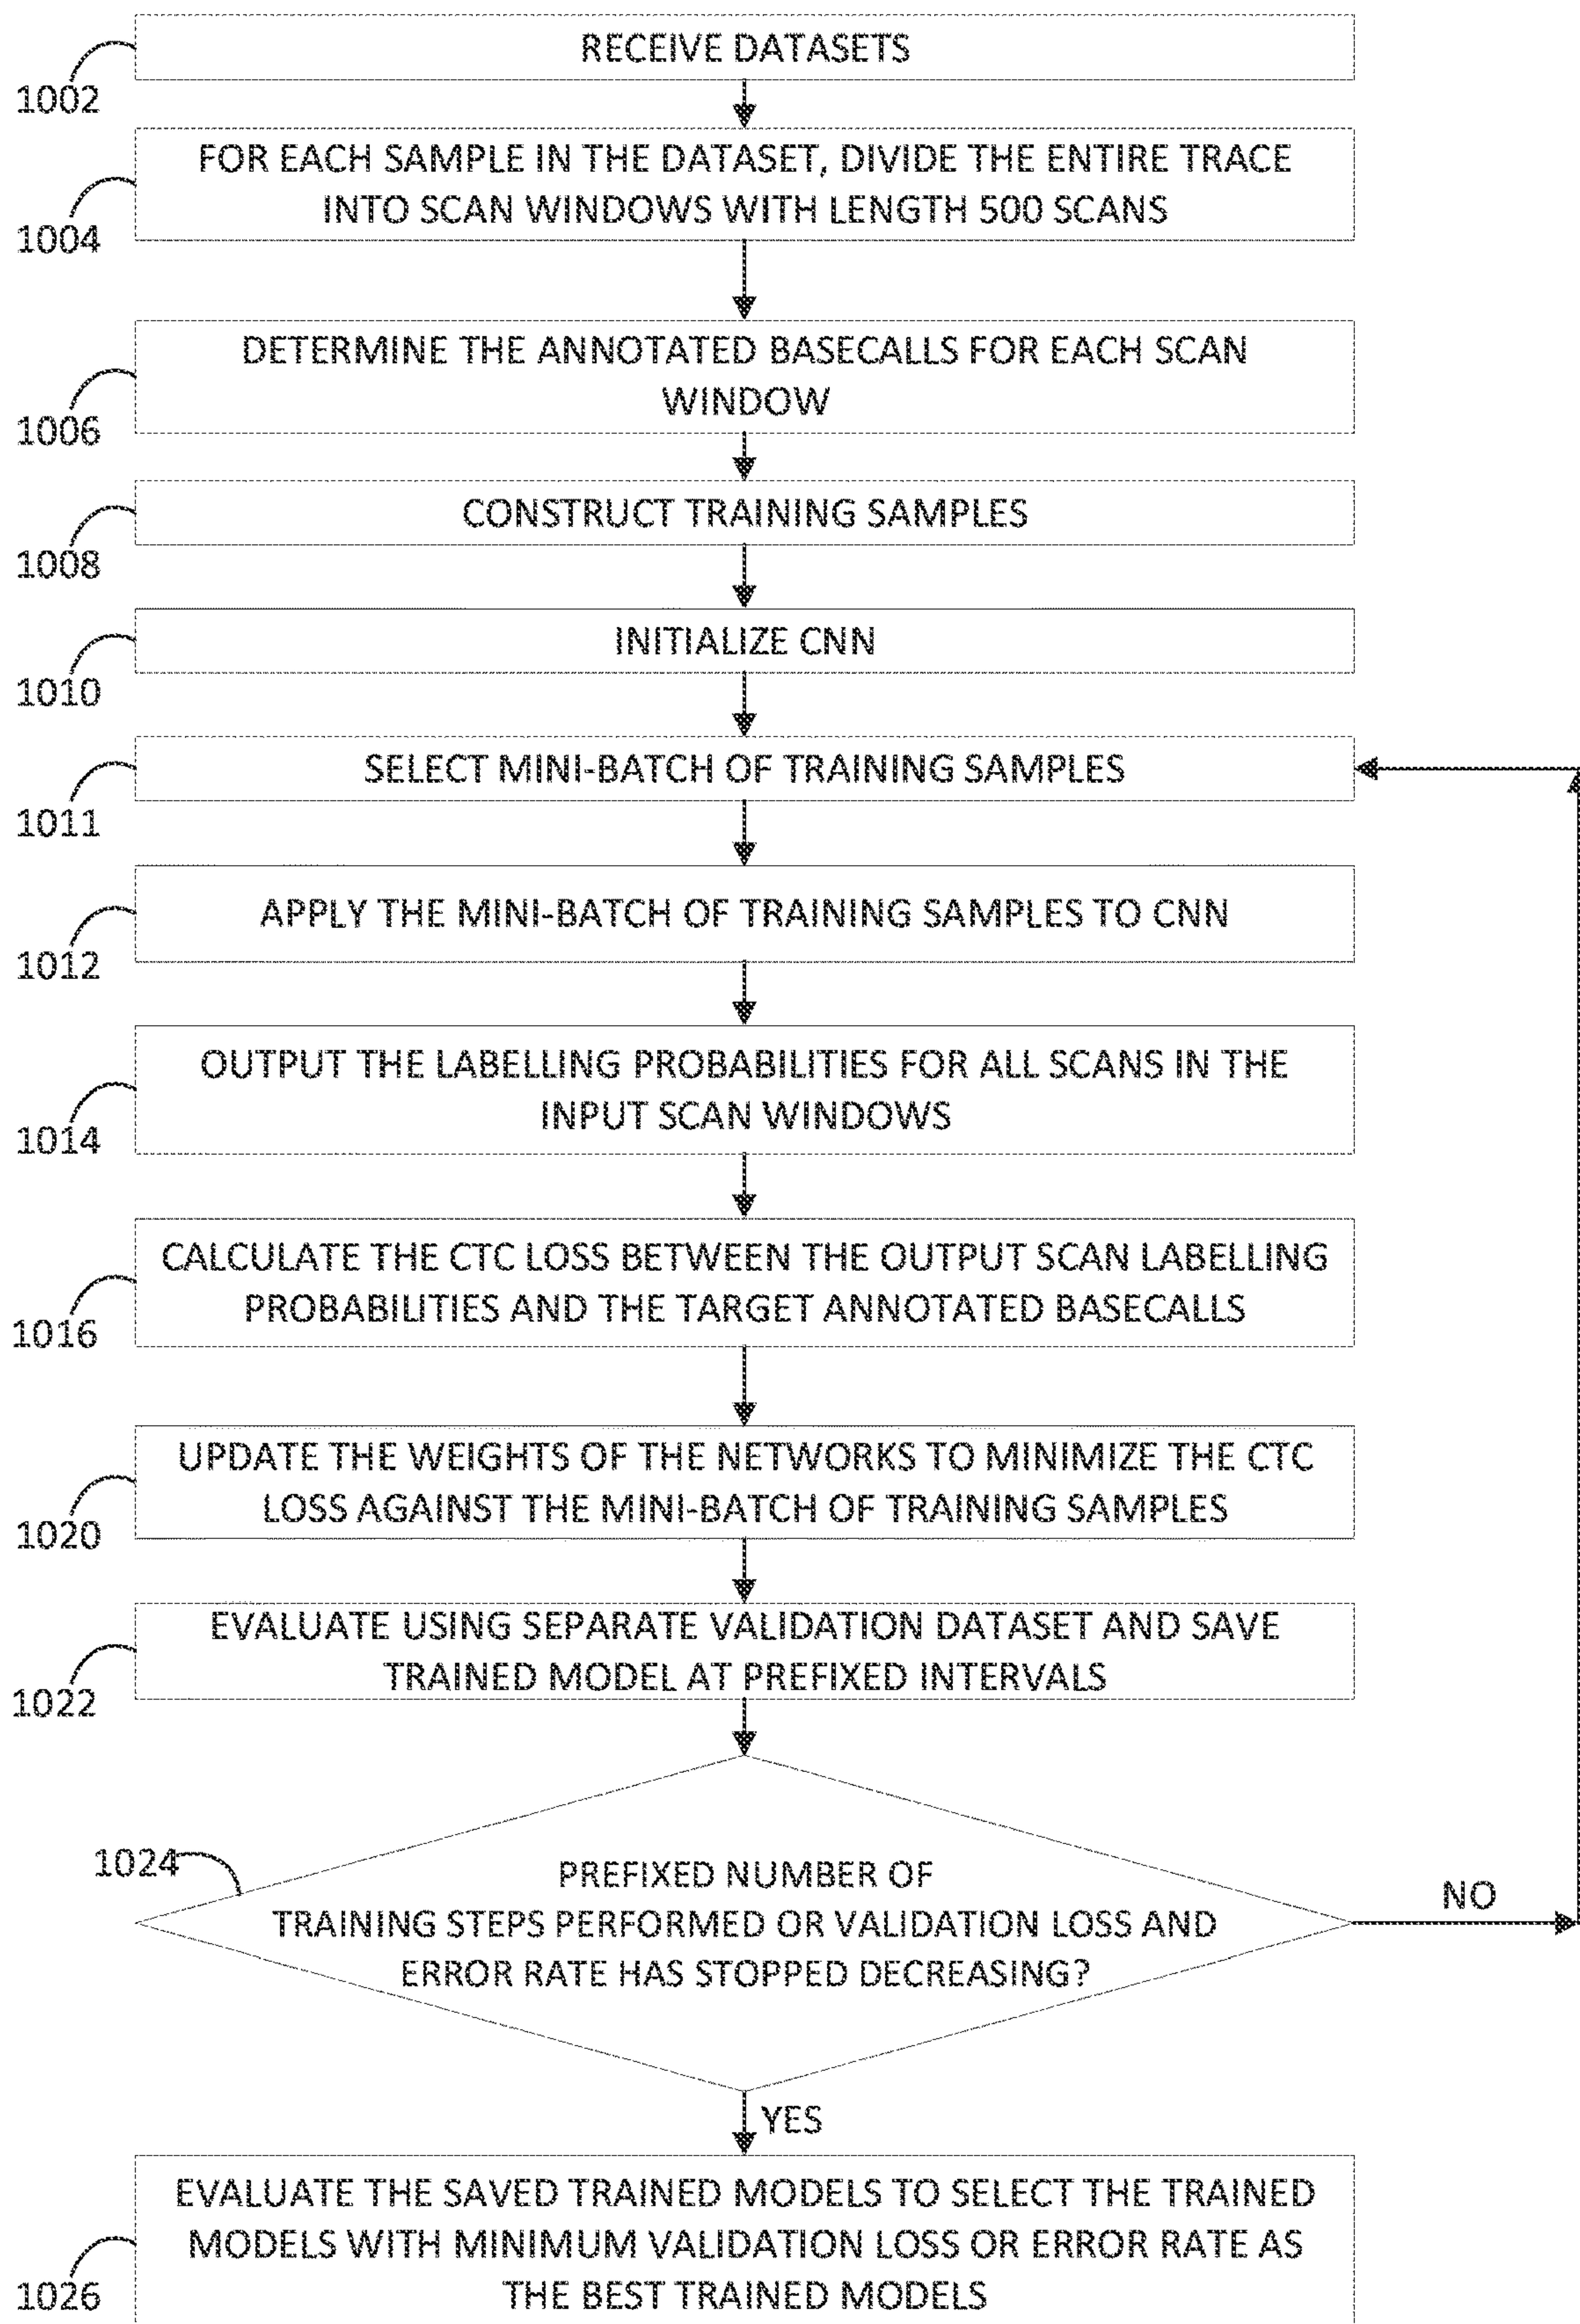 RECEIVE DATASETS
1002
FOR EACH SAMPLE IN THE DATASET, DIVIDE THE ENTIRE TRACE
INTO SCAN WINDOWS WITH LENGTH 500 SCANS
1004
DETERMINE THE ANNOTATED BASECALLS FOR EACH SCAN
WINDOW
1006
CONSTRUCT TRAINING SAMPLES
1008
INITIALIZE CNN
1010
SELECT MINI-BATCH OF TRAINING SAMPLES
1011
APPLY THE MINI-BATCH OF TRAINING SAMPLES TO CNN
1012
OUTPUT THE LABELLING PROBABILITIES FOR ALL SCANS IN THE
INPUT SCAN WINDOWS
1014
CALCULATE THE CTC LOSS BETWEEN THE OUTPUT SCAN LABELLING
PROBABILITIES AND THE TARGET ANNOTATED BASECALLS
1016
UPDATE THE WEIGHTS OF THE NETWORKS TO MINIMIZE THE CTC
LOSS AGAINST THE MINI-BATCH OF TRAINING SAMPLES
1020
EVALUATE USING SEPARATE VALIDATION DATASET AND SAVE
TRAINED MODEL AT PREFIXED INTERVALS
1022
1024
PREFIXED NUMBER OF
TRAINING STEPS PERFORMED OR VALIDATION LOSS AND
ERROR RATE HAS STOPPED DECREASING?
NO
YES
EVALUATE THE SAVED TRAINED MODELS TO SELECT THE TRAINED
MODELS WITH MINIMUM VALIDATION LOSS OR ERROR RATE AS
THE BEST TRAINED MODELS
1026